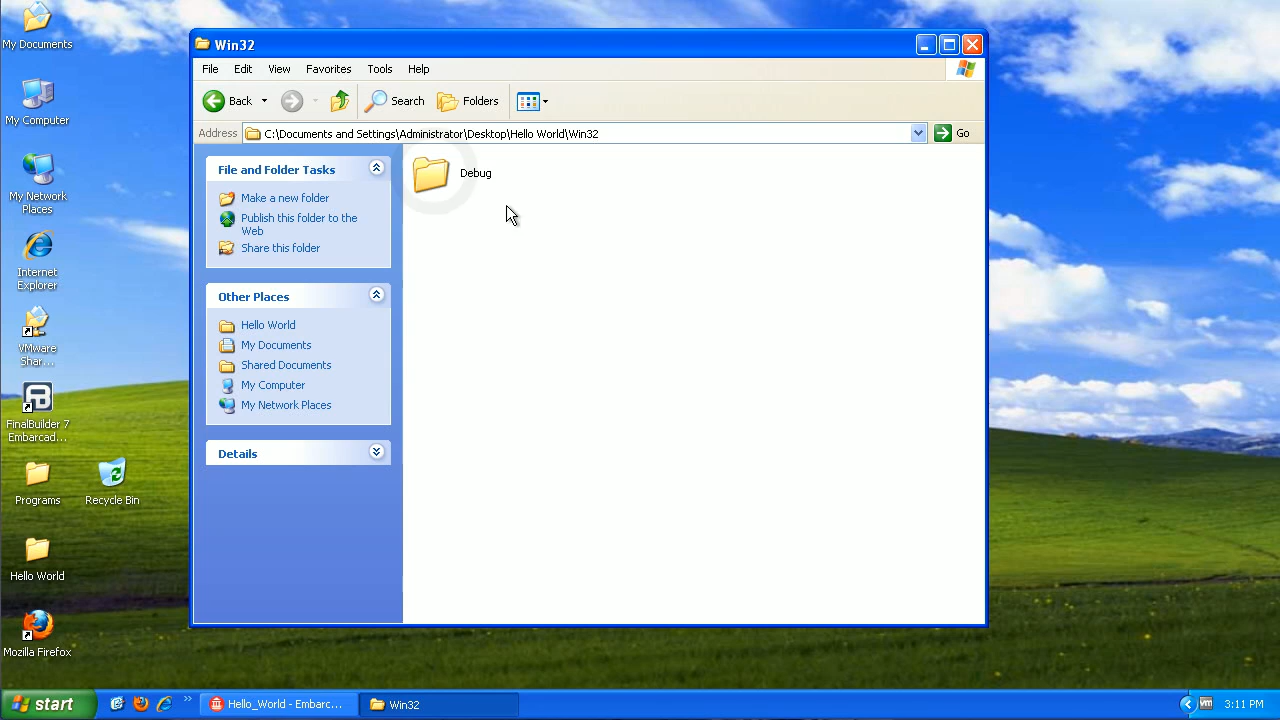 My Documents
My Computer
My Network
Places
Internet
Explorer
VMware
Shar...
FinalBuilder 7
Embarcad...
Programs
Recycle Bin
Hello World
Mozilla Firefox
Win32
File Edit View Favorites Tools Help
Back Search Folders
Address C:\Documents and Settings\Administrator\Desktop\Hello World\Win32 Go
File and Folder Tasks
Make a new folder
Publish this folder to the
Web
Share this folder
Other Places
Hello World
My Documents
Shared Documents
My Computer
My Network Places
Details
Debug
start Hello_World - Embarc... Win32 vm 3:11 PM